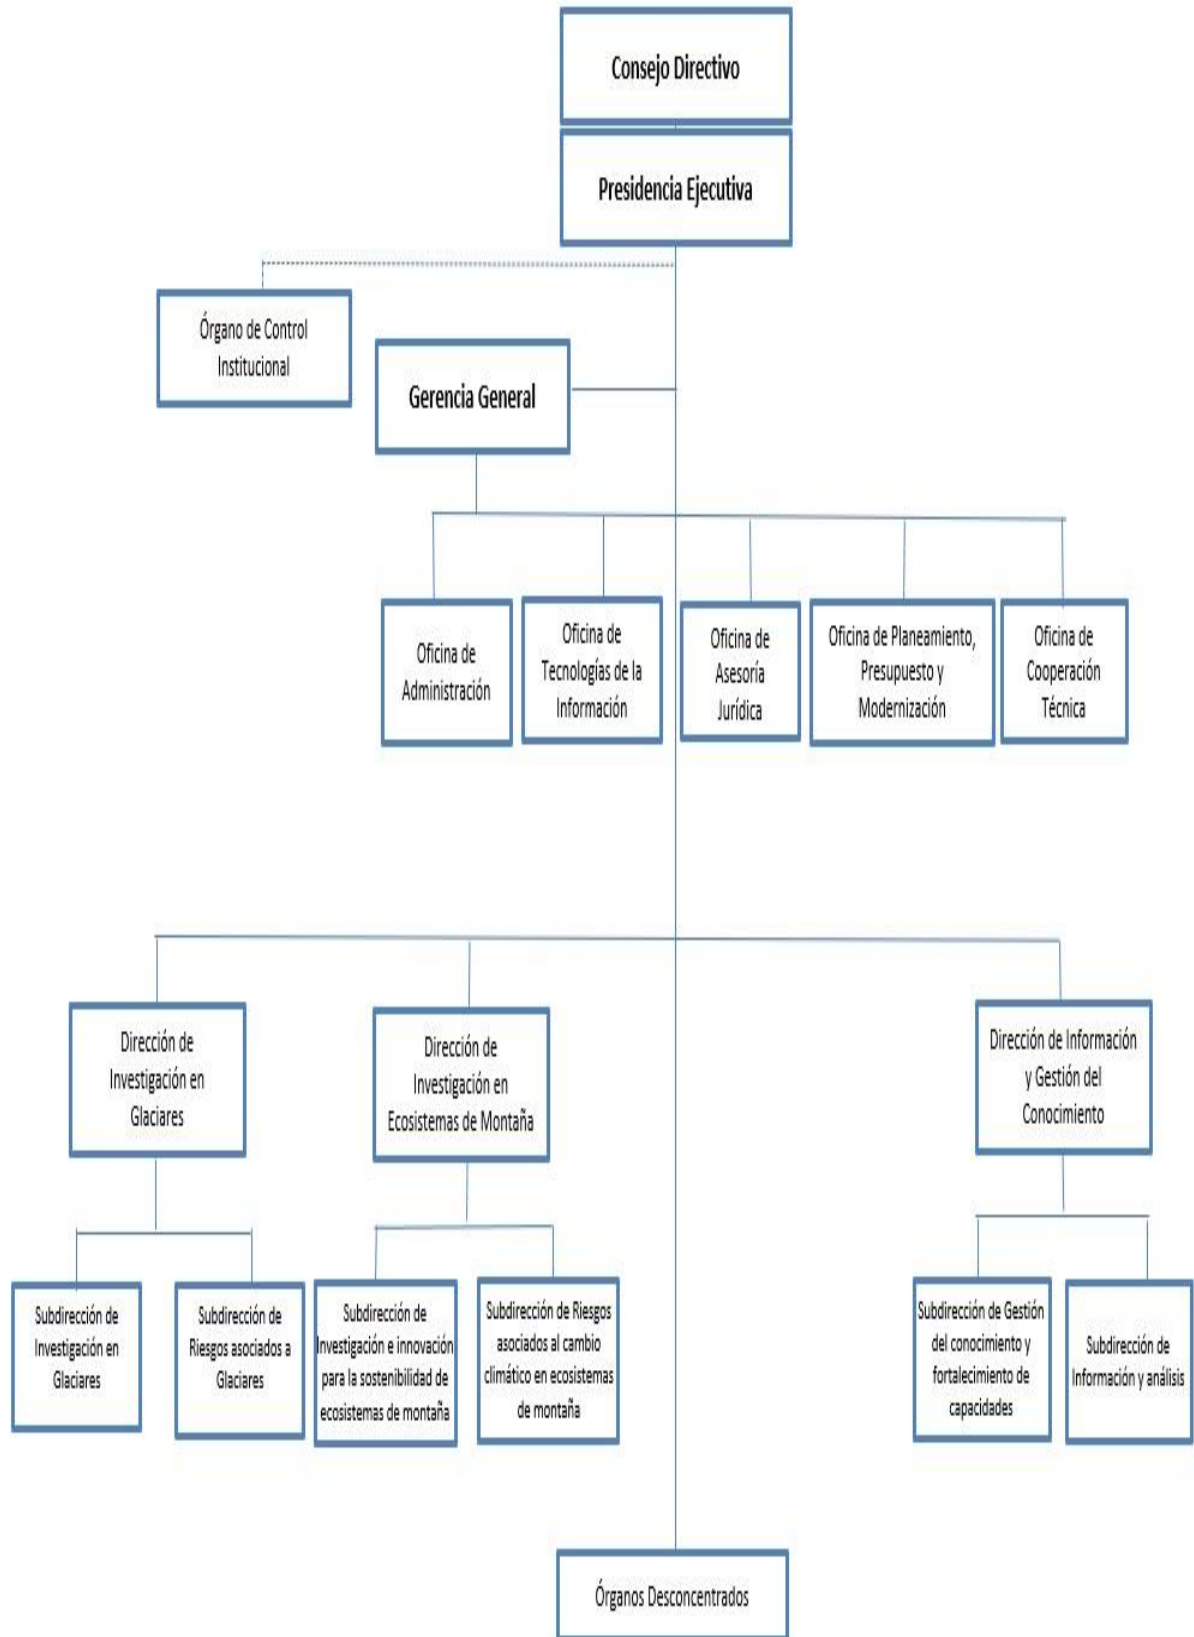 Consejo Directivo
Presidencia Ejecutiva
Órgano de Control
Institucional
Gerencia General
Oficina de
Administración
Oficina de
Tecnologías de la
Información
Oficina de
Asesoría
Jurídica
Oficina de Planeamiento,
Presupuesto y
Modernización
Oficina de
Cooperación
Técnica
Dirección de
Investigación en
Glaciares
Dirección de
Investigación en
Ecosistemas de Montaña
Dirección de Información
y Gestión del
Conocimiento
Subdirección de
Investigación en
Glaciares
Subdirección de
Riesgos asociados a
Glaciares
Subdirección de
Investigación e innovación
para la sostenibilidad de
ecosistemas de montaña
Subdirección de Riesgos
asociados al cambio
climático en ecosistemas
de montaña
Subdirección de Gestión
del conocimiento y
fortalecimiento de
capacidades
Subdirección de
Información y análisis
Órganos Desconcentrados